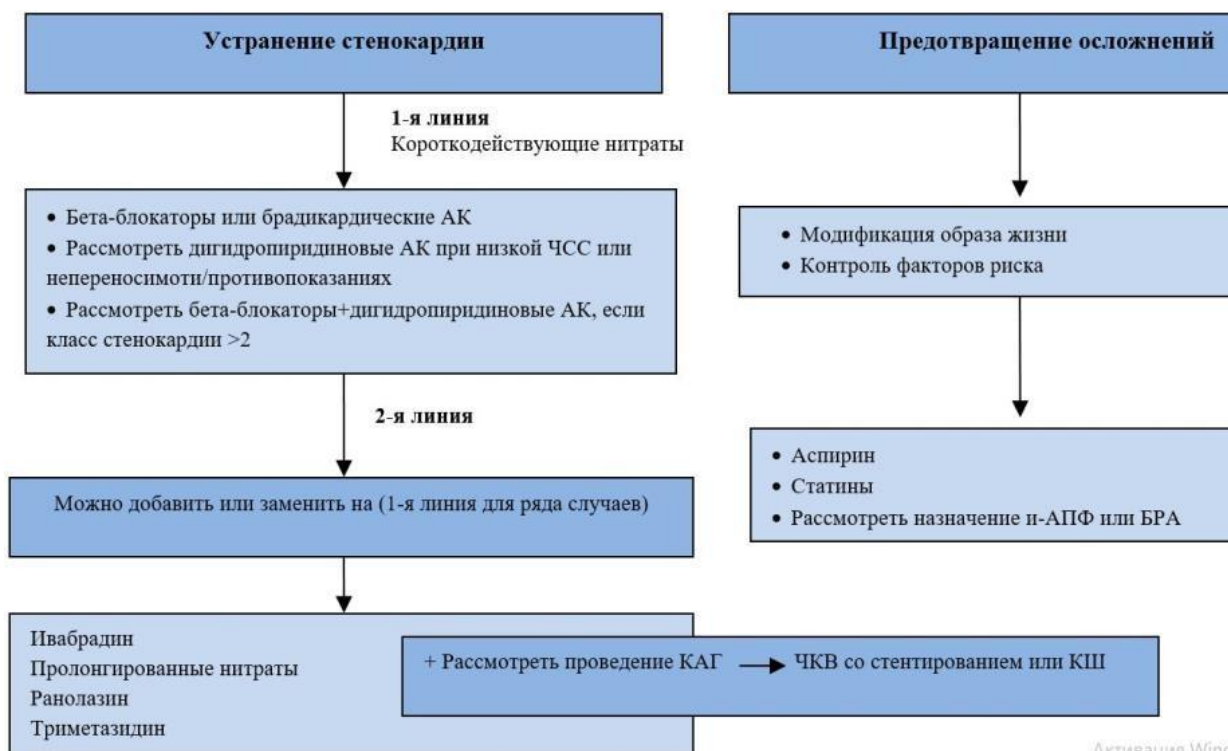 Устранение стенокардии
1-я линия
Короткодействующие нитраты
• Бета-блокаторы или брадикардические АК
• Рассмотреть дигидропиридиновые АК при низкой ЧСС или
непереносимоти/противопоказаниях
• Рассмотреть бета-блокаторы+дигидропиридиновые АК, если
класс стенокардии >2
2-я линия
Можно добавить или заменить на (1-я линия для ряда случаев)
Ивабрадин
Пролонгированные нитраты
Ранолазин
Триметазидин
+ Рассмотреть проведение КАГ → ЧКВ со стентированием или КШ
Предотвращение осложнений
• Модификация образа жизни
• Контроль факторов риска
• Аспирин
• Статины
• Рассмотреть назначение и-АПФ или БРА
Активация